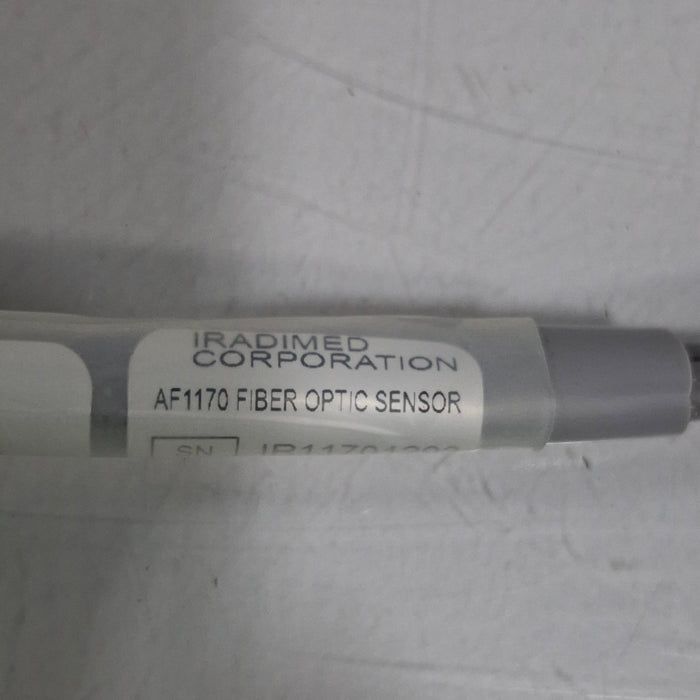 IRADIMED
CORPORATION
AF1170 FIBER OPTIC SENSOR
SN